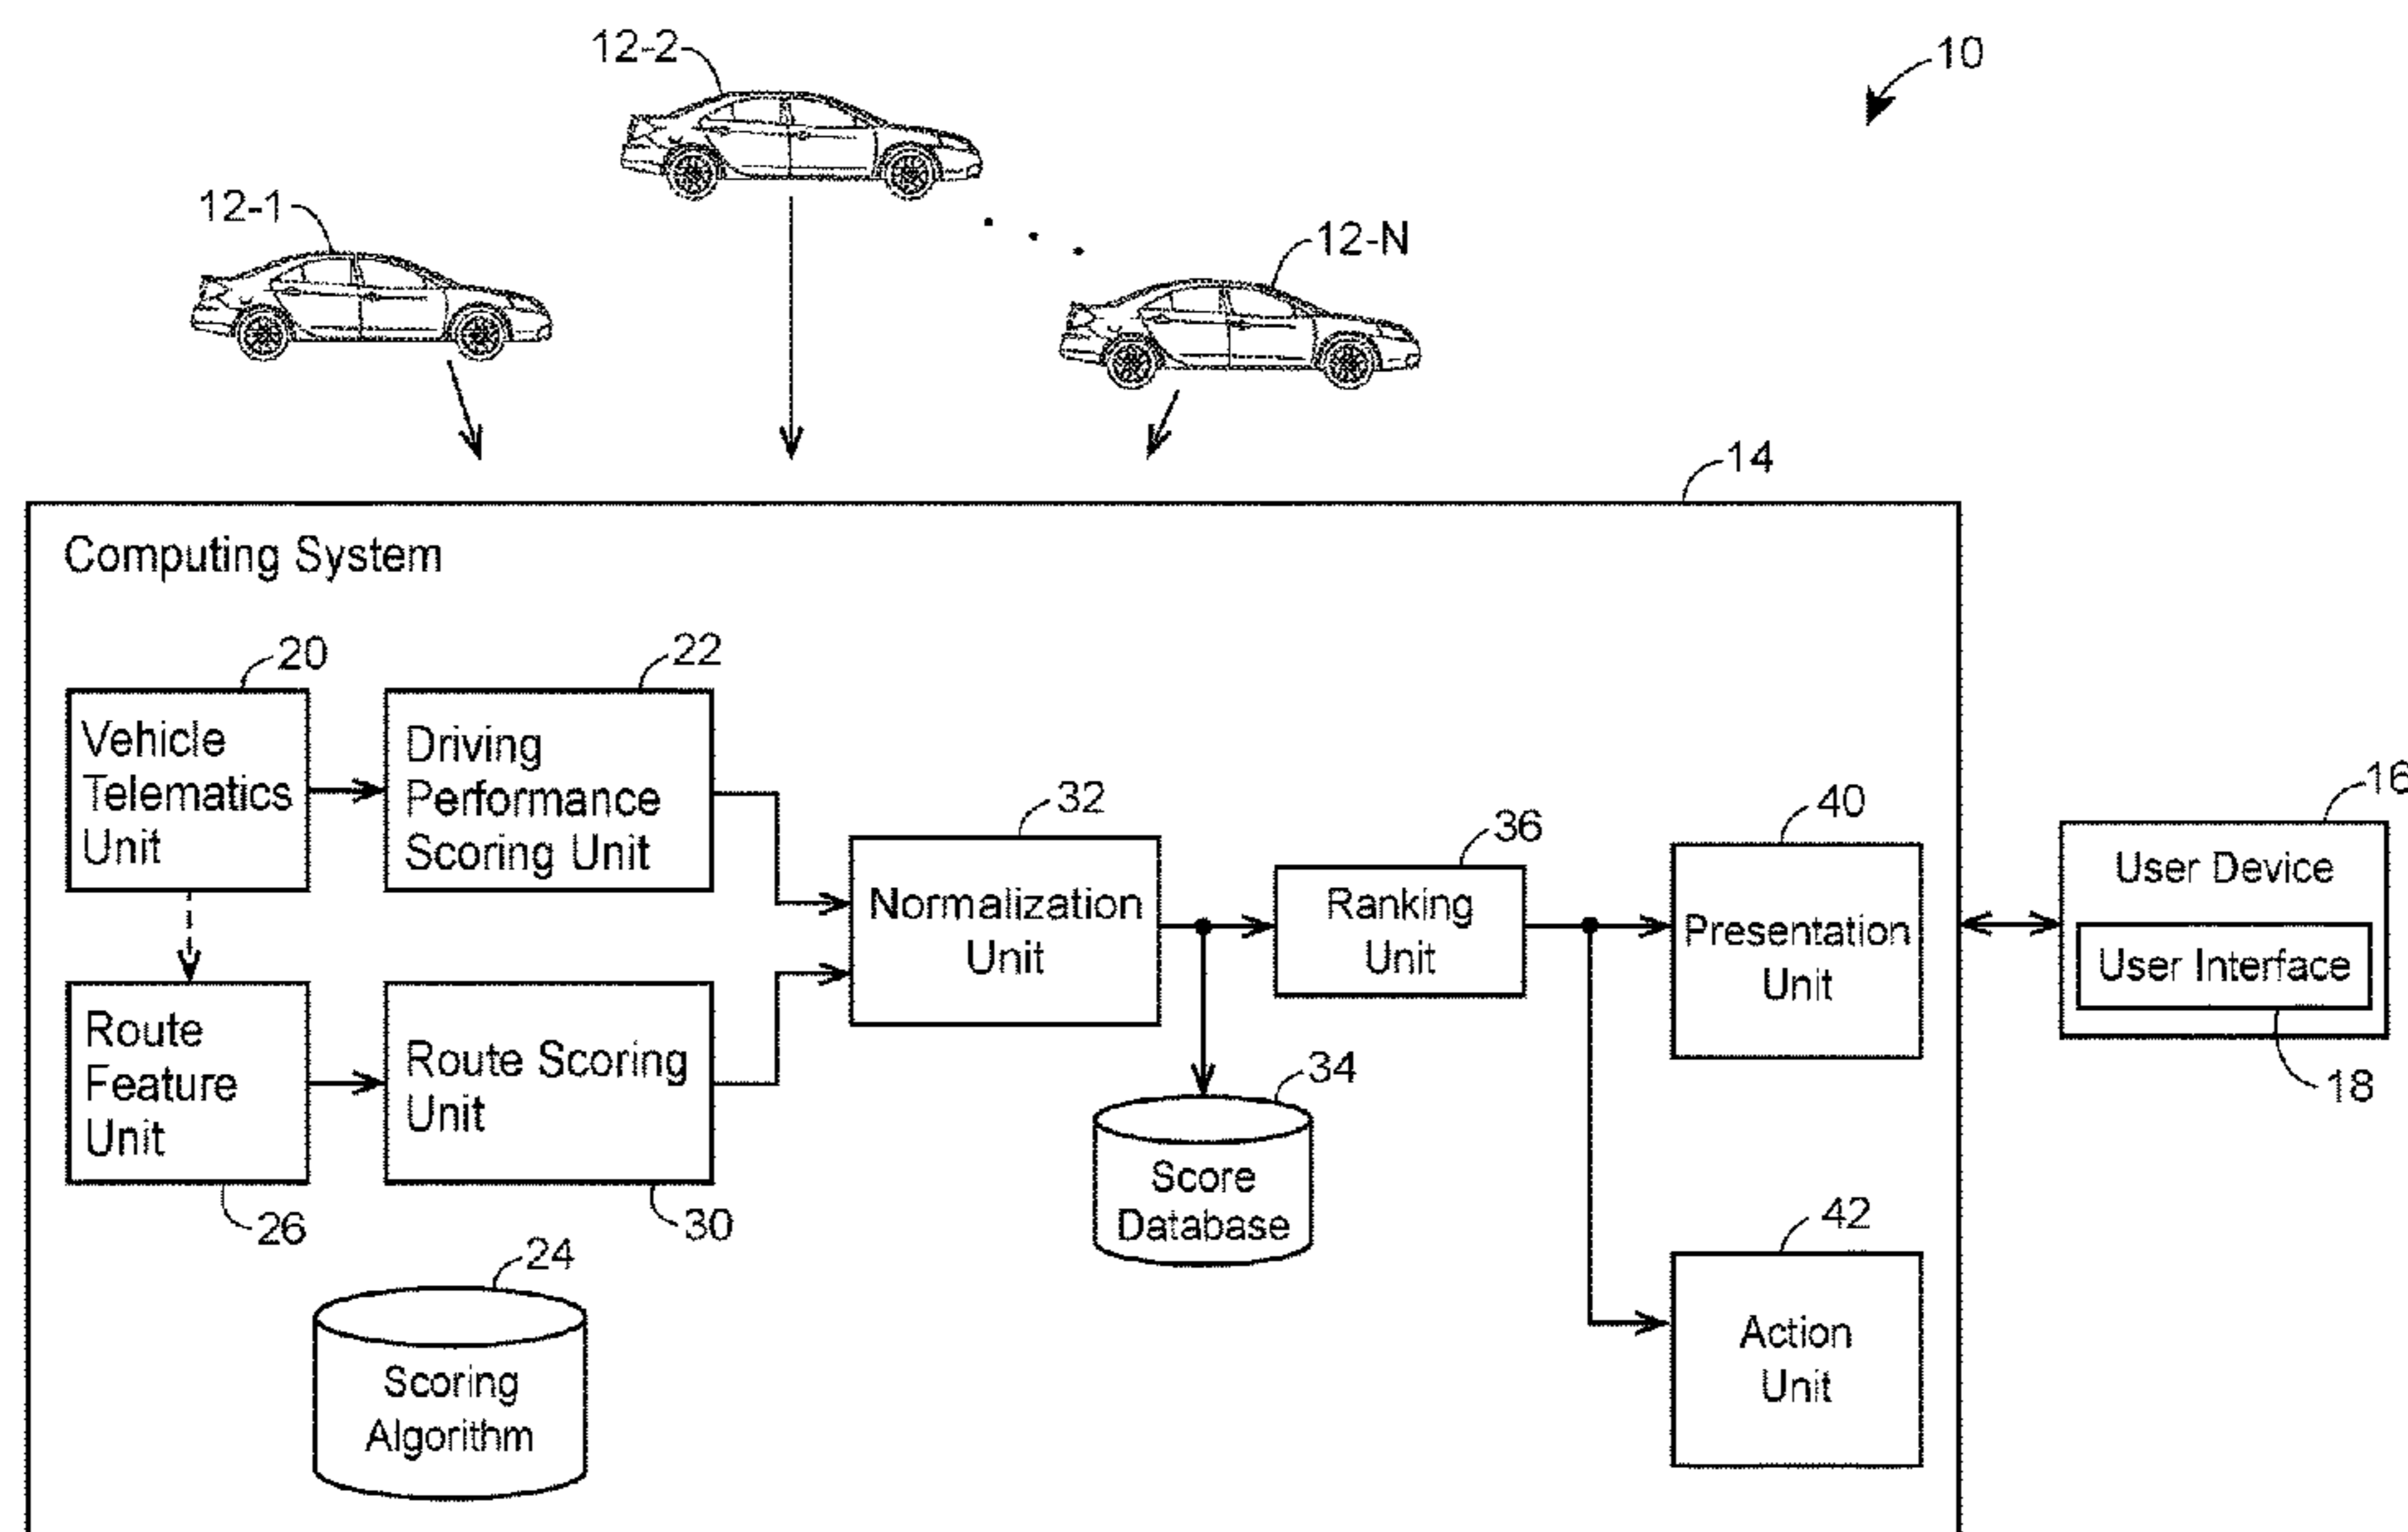 12-2
10
12-1
12-N
14
Computing System
20
22
Vehicle
Telematics
Unit
Driving
Performance
Scoring Unit
32
36
40
16
Normalization
Unit
Ranking
Unit
Presentation
Unit
User Device
User Interface
18
Route
Feature
Unit
Route Scoring
Unit
26
30
34
Score
Database
42
Action
Unit
24
Scoring
Algorithm